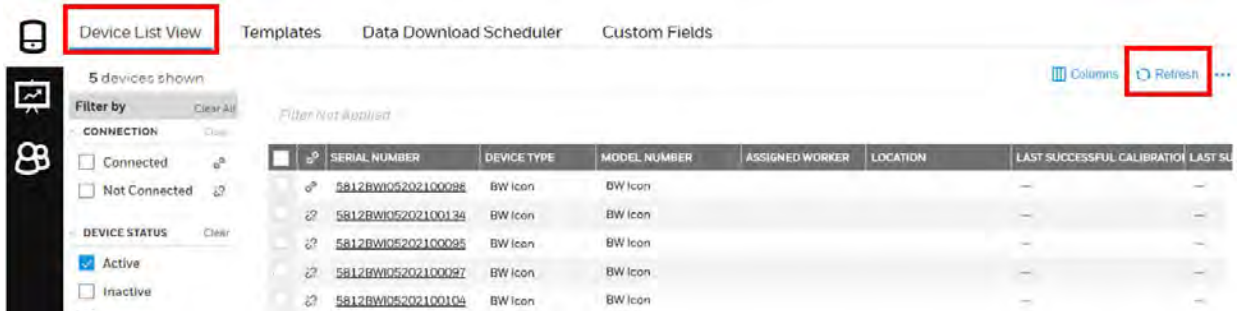 Device List View Templates Data Download Scheduler Custom Fields
5 devices shown
Columns Refresh ...
Filter by Clear All
Filter Not Applied
CONNECTION Clear
Connected
Not Connected
SERIAL NUMBER DEVICE TYPE MODEL NUMBER ASSIGNED WORKER LOCATION LAST SUCCESSFUL CALIBRATIO LAST SU
5812BWI05202100098 BW Icon BW Icon — —
5812BWI05202100134 BW Icon BW Icon — —
DEVICE STATUS Clear
5812BWI05202100095 BW Icon BW Icon — —
Active
5812BWI05202100097 BW Icon BW Icon — —
Inactive
5812BWI05202100104 BW Icon BW Icon — —